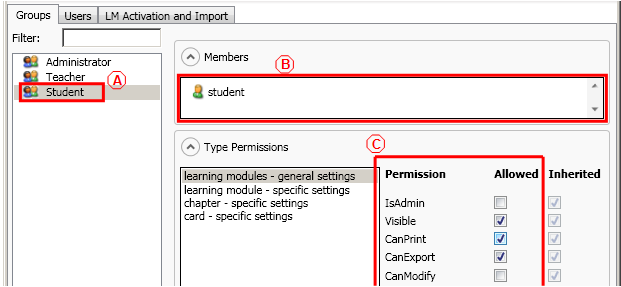 Groups Users LM Activation and Import
Filter:
Administrator
Teacher
Student
A
Members
B
student
Type Permissions
C
learning modules - general settings
learning module - specific settings
chapter - specific settings
card - specific settings
Permission Allowed Inherited
IsAdmin
Visible
CanPrint
CanExport
CanModify